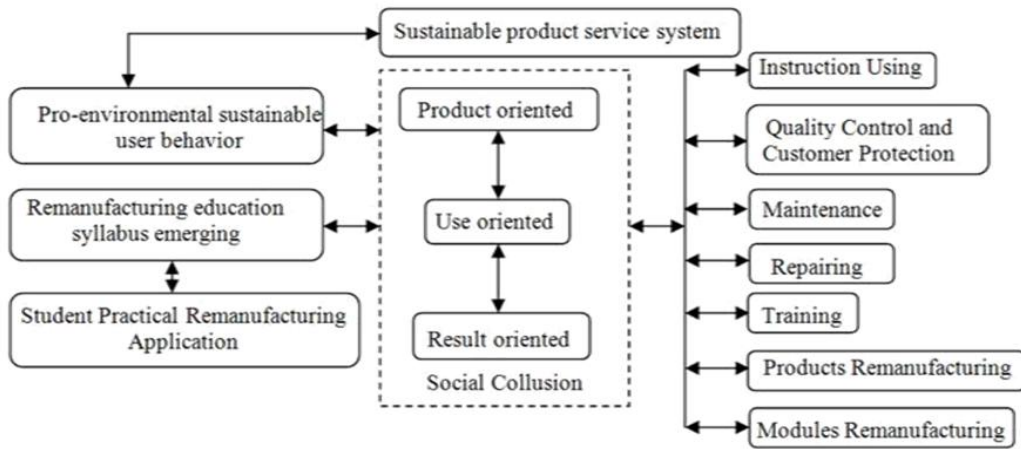 Sustainable product service system
Pro-environmental sustainable
user behavior
Remanufacturing education
syllabus emerging
Student Practical Remanufacturing
Application
Product oriented
Use oriented
Result oriented
Social Collusion
Instruction Using
Quality Control and
Customer Protection
Maintenance
Repairing
Training
Products Remanufacturing
Modules Remanufacturing